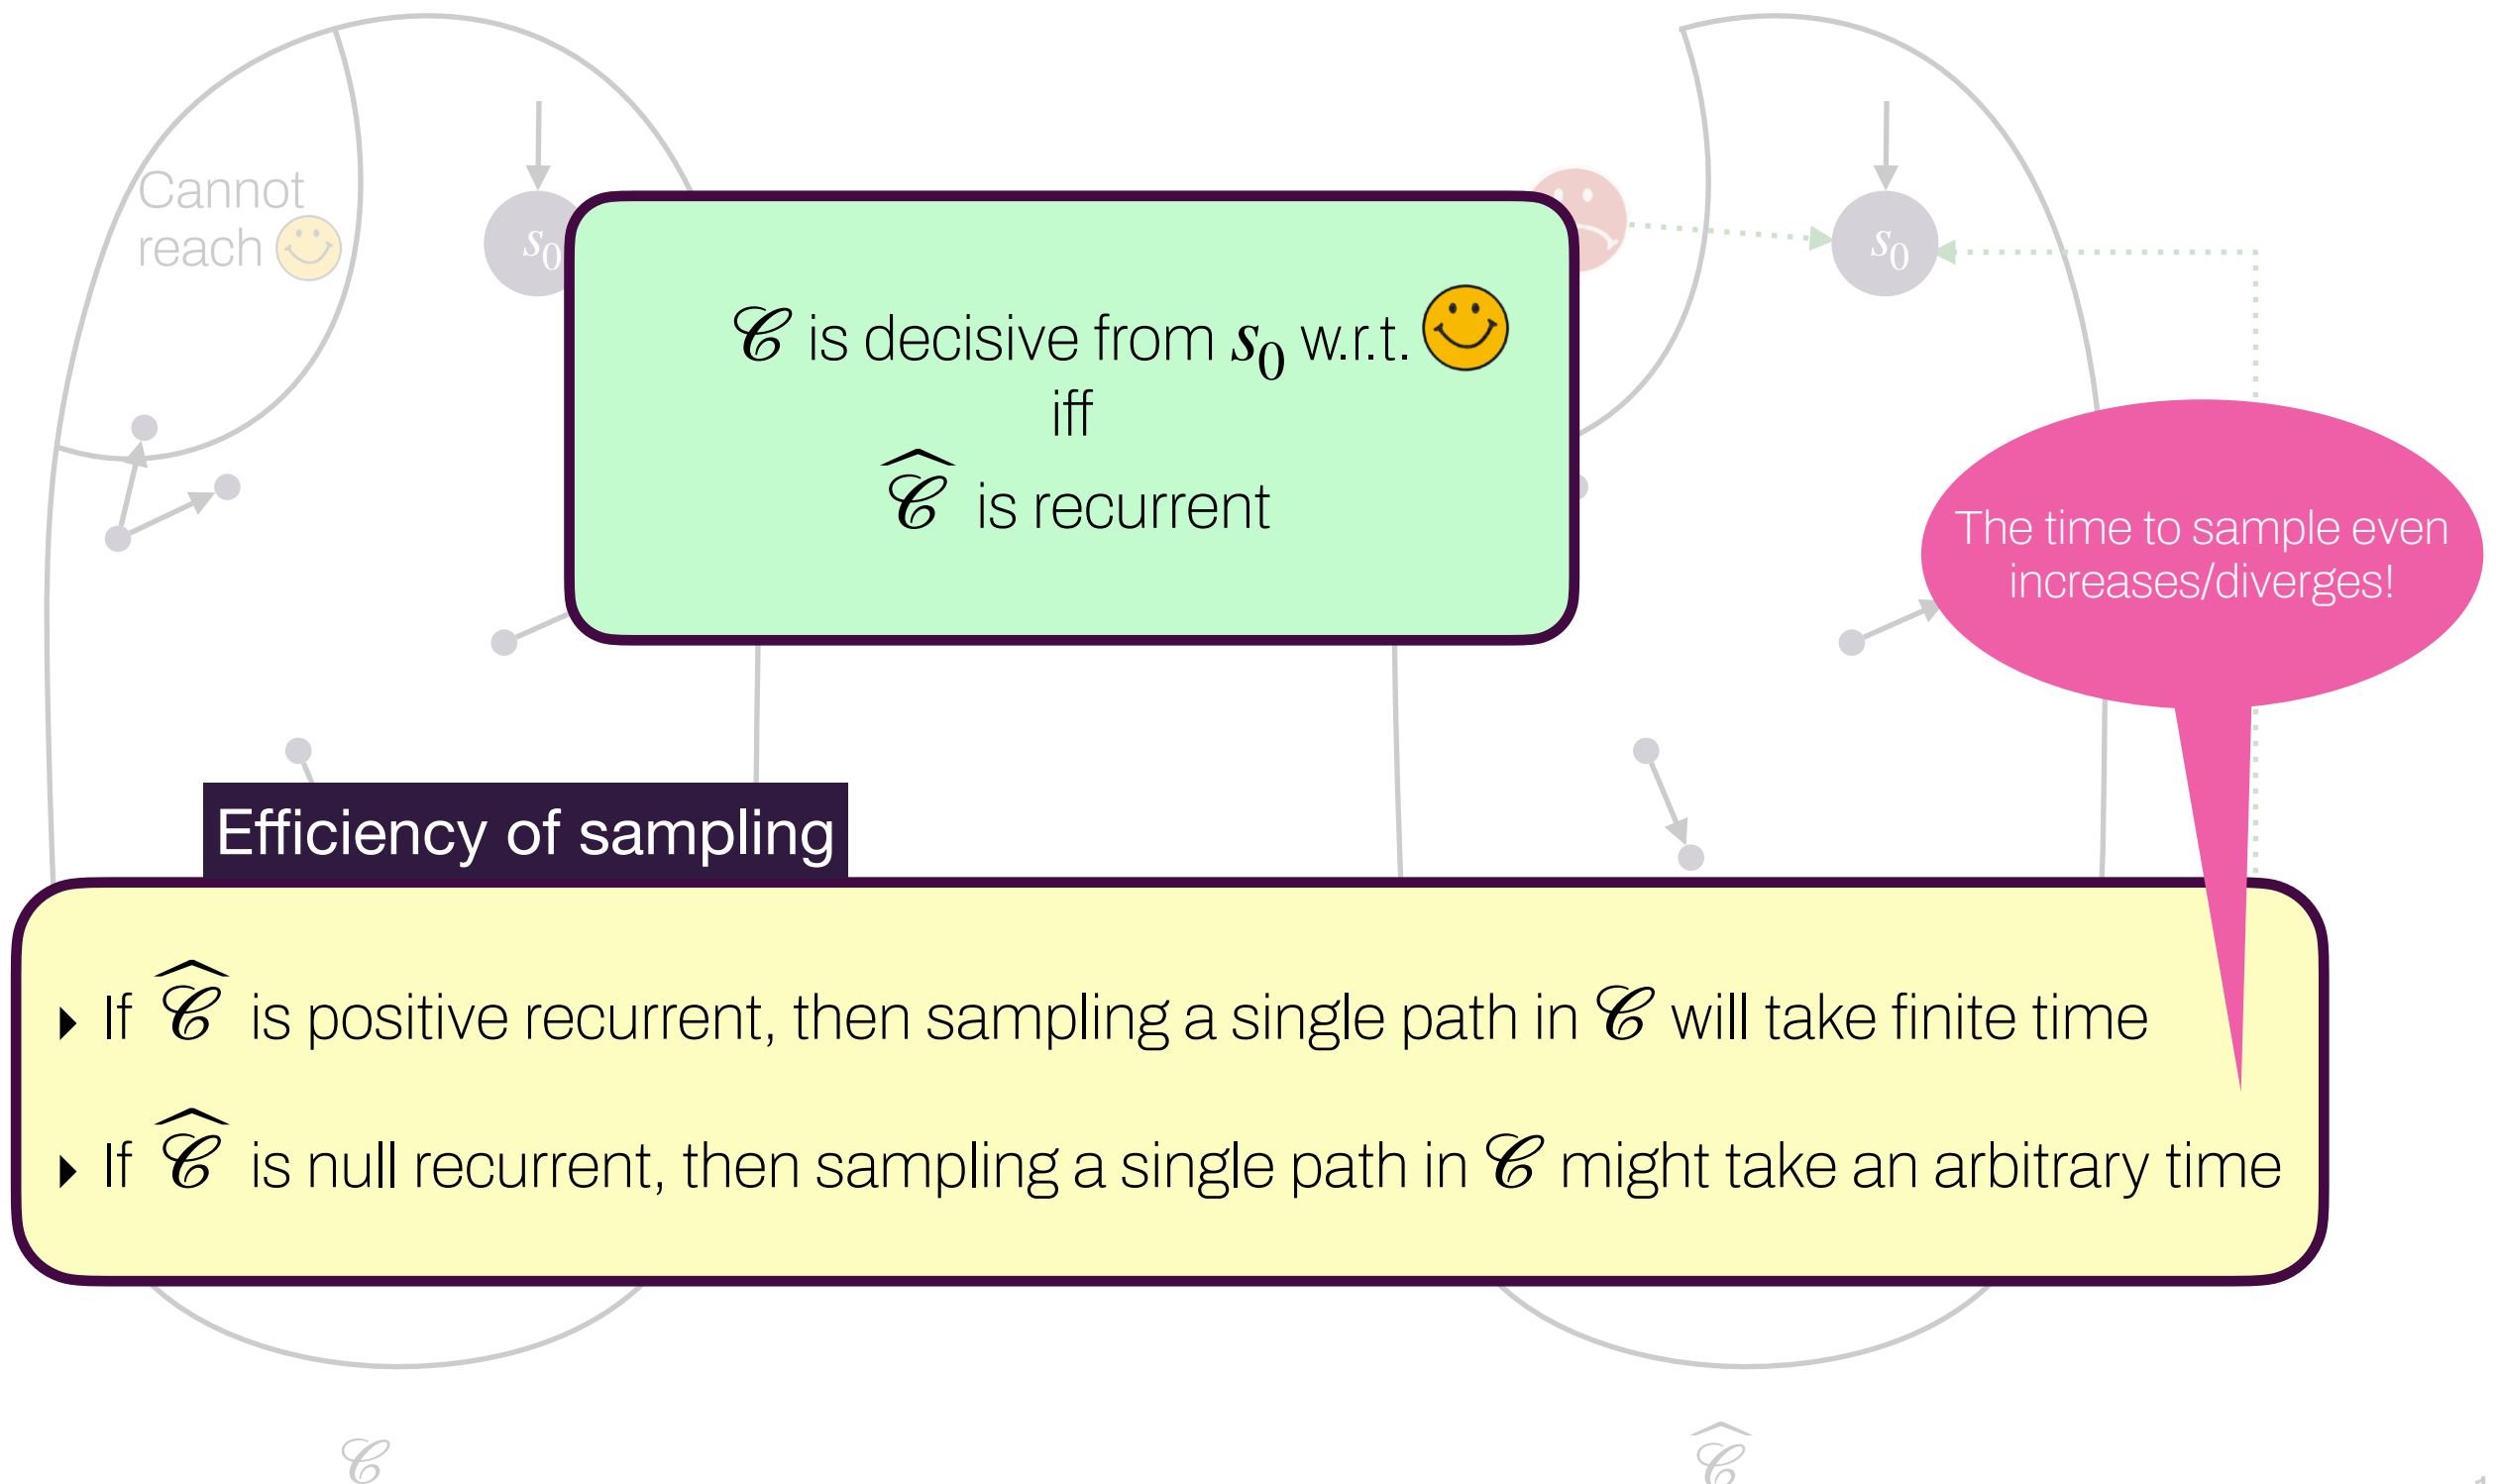 Cannot
reach
s0
s0
𝒞 is decisive from s0 w.r.t.
iff
𝒞̂ is recurrent
The time to sample even
increases/diverges!
Efficiency of sampling
‣ If 𝒞̂ is positive recurrent, then sampling a single path in 𝒞 will take finite time
‣ If 𝒞̂ is null recurrent, then sampling a single path in 𝒞 might take an arbitrary time
𝒞
𝒞̂